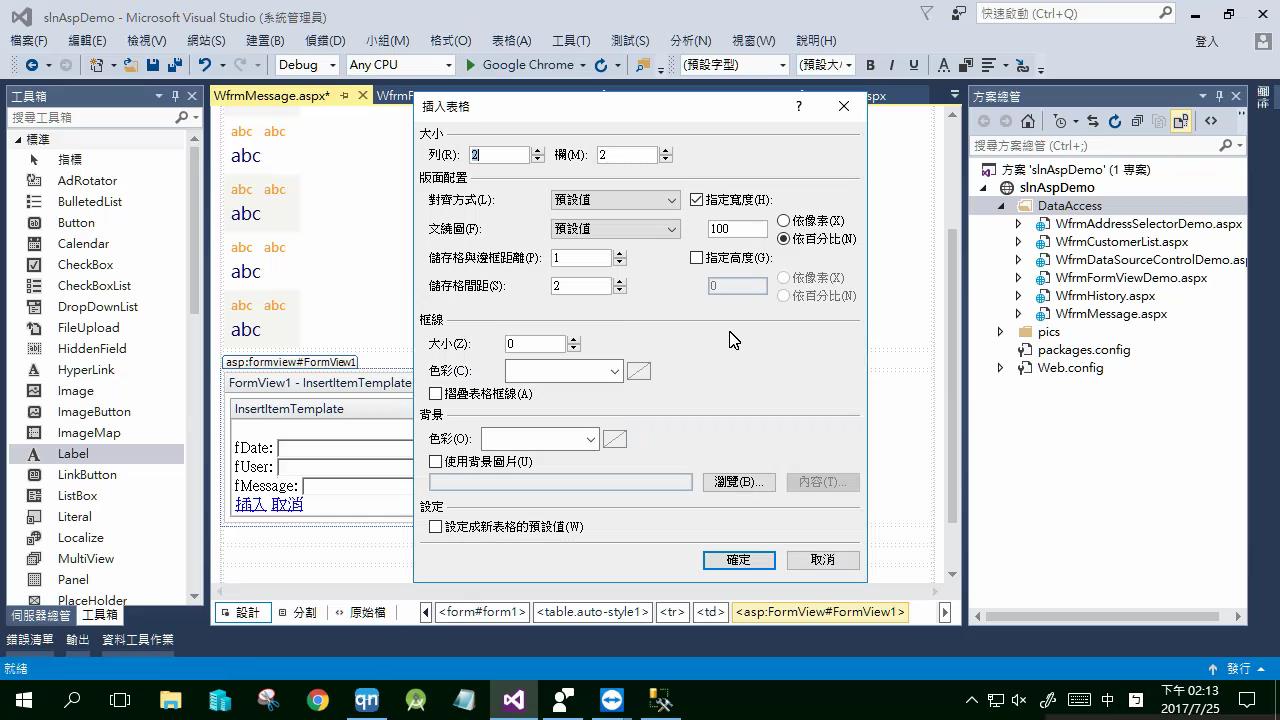 slnAspDemo - Microsoft Visual Studio (系統管理員)
快速啟動 (Ctrl+Q)
檔案(F) 編輯(E) 檢視(V) 網站(S) 建置(B) 偵錯(D) 小組(M) 格式(O) 表格(A) 工具(T) 測試(S) 分析(N) 視窗(W) 說明(H)
登入
Debug Any CPU Google Chrome (預設字型) (預設大 B I U A
工具箱
搜尋工具箱
標準
指標
AdRotator
BulletedList
Button
Calendar
CheckBox
CheckBoxList
DropDownList
FileUpload
HiddenField
HyperLink
Image
ImageButton
ImageMap
Label
LinkButton
ListBox
Literal
Localize
MultiView
Panel
PlaceHolder
伺服器總管 工具箱
WfrmMessage.aspx*
abc abc
abc
abc abc
abc
abc abc
abc
abc abc
abc
asp:formview#FormView1
FormView1 - InsertItemTemplate
InsertItemTemplate
fDate:
fUser:
fMessage:
插入 取消
插入表格
?
大小
列(R): 2 欄(M): 2
版面配置
對齊方式(L): 預設值 指定寬度(H):
文繞圖(F): 預設值 100 依像素(X)
依百分比(N)
儲存格與邊框距離(P): 1 指定高度(G):
儲存格間距(S): 2 0 依像素(X)
依百分比(N)
框線
大小(Z): 0
色彩(C):
摺疊表格框線(A)
背景
色彩(O):
使用背景圖片(U)
瀏覽(B)... 內容(T)...
設定
設定成新表格的預設值(W)
確定 取消
設計 分割 原始檔 <form#form1> <table.auto-style1> <tr> <td> <asp:FormView#FormView1>
方案總管
搜尋方案總管 (Ctrl+;)
方案 'slnAspDemo' (1 專案)
slnAspDemo
DataAccess
WfrmAddressSelectorDemo.aspx
WfrmCustomerList.aspx
WfrmDataSourceControlDemo.asp
WfrmFormViewDemo.aspx
WfrmHistory.aspx
WfrmMessage.aspx
pics
packages.config
Web.config
錯誤清單 輸出 資料工具作業
就緒
發行
中
下午 02:13
2017/7/25